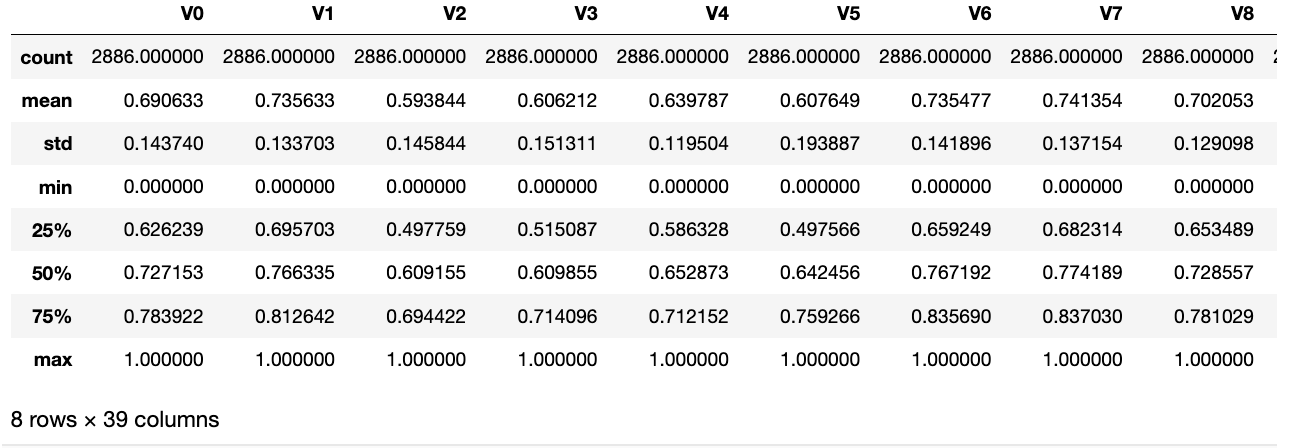 V0 V1 V2 V3 V4 V5 V6 V7 V8
count 2886.000000 2886.000000 2886.000000 2886.000000 2886.000000 2886.000000 2886.000000 2886.000000 2886.000000
mean 0.690633 0.735633 0.593844 0.606212 0.639787 0.607649 0.735477 0.741354 0.702053
std 0.143740 0.133703 0.145844 0.151311 0.119504 0.193887 0.141896 0.137154 0.129098
min 0.000000 0.000000 0.000000 0.000000 0.000000 0.000000 0.000000 0.000000 0.000000
25% 0.626239 0.695703 0.497759 0.515087 0.586328 0.497566 0.659249 0.682314 0.653489
50% 0.727153 0.766335 0.609155 0.609855 0.652873 0.642456 0.767192 0.774189 0.728557
75% 0.783922 0.812642 0.694422 0.714096 0.712152 0.759266 0.835690 0.837030 0.781029
max 1.000000 1.000000 1.000000 1.000000 1.000000 1.000000 1.000000 1.000000 1.000000
8 rows × 39 columns